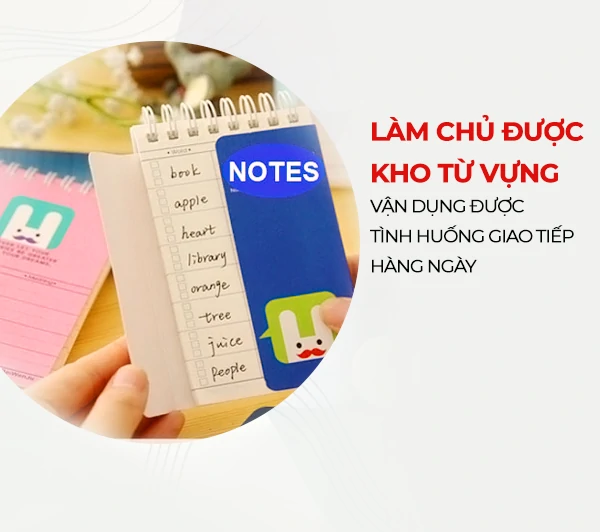 LÀM CHỦ ĐƯỢC
KHO TỪ VỰNG
VẬN DỤNG ĐƯỢC
TÌNH HUỐNG GIAO TIẾP
HÀNG NGÀY
NOTES
book
apple
heart
library
orange
tree
juice
people